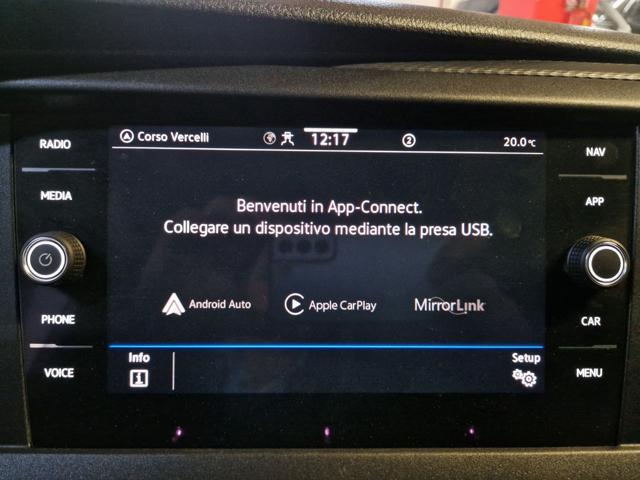 RADIO
MEDIA
PHONE
VOICE
Corso Vercelli
12:17
2
20.0°C
Benvenuti in App-Connect.
Collegare un dispositivo mediante la presa USB.
Android Auto
Apple CarPlay
MirrorLink
Info
Setup
NAV
APP
CAR
MENU